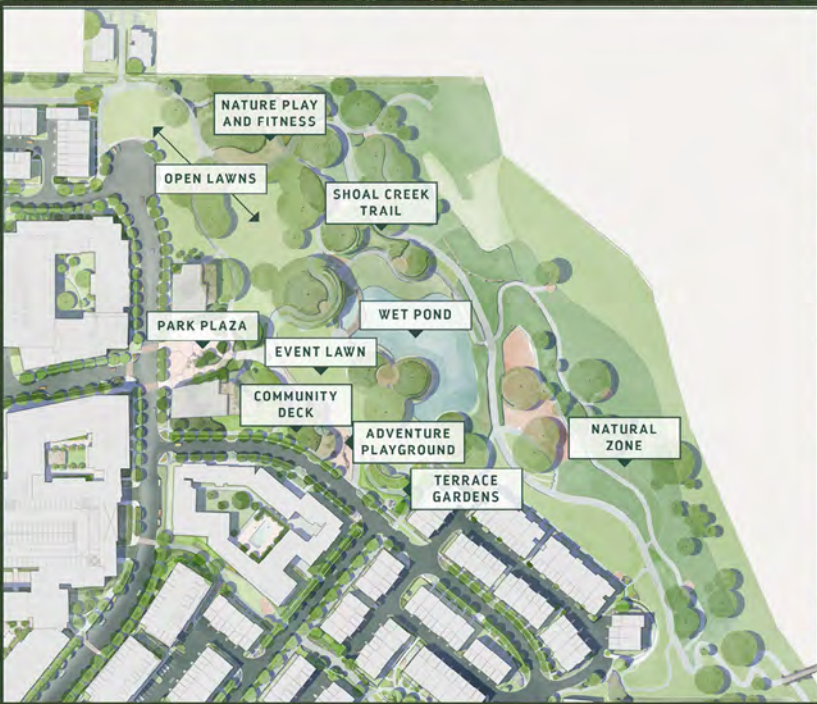 NATURE PLAY
AND FITNESS
OPEN LAWNS
SHOAL CREEK
TRAIL
WET POND
PARK PLAZA
EVENT LAWN
COMMUNITY
DECK
ADVENTURE
PLAYGROUND
NATURAL
ZONE
TERRACE
GARDENS